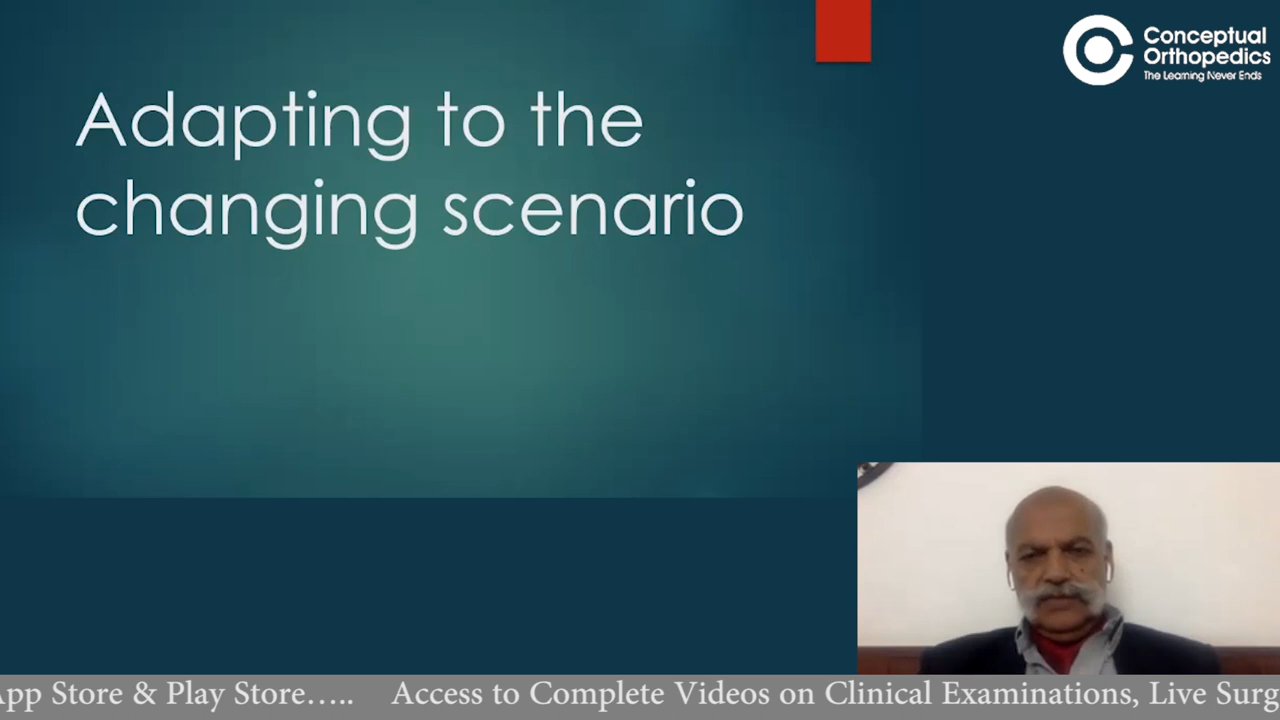 Adapting to the
changing scenario
Conceptual
Orthopedics
The Learning Never Ends
App Store & Play Store..... Access to Complete Videos on Clinical Examinations, Live Surg